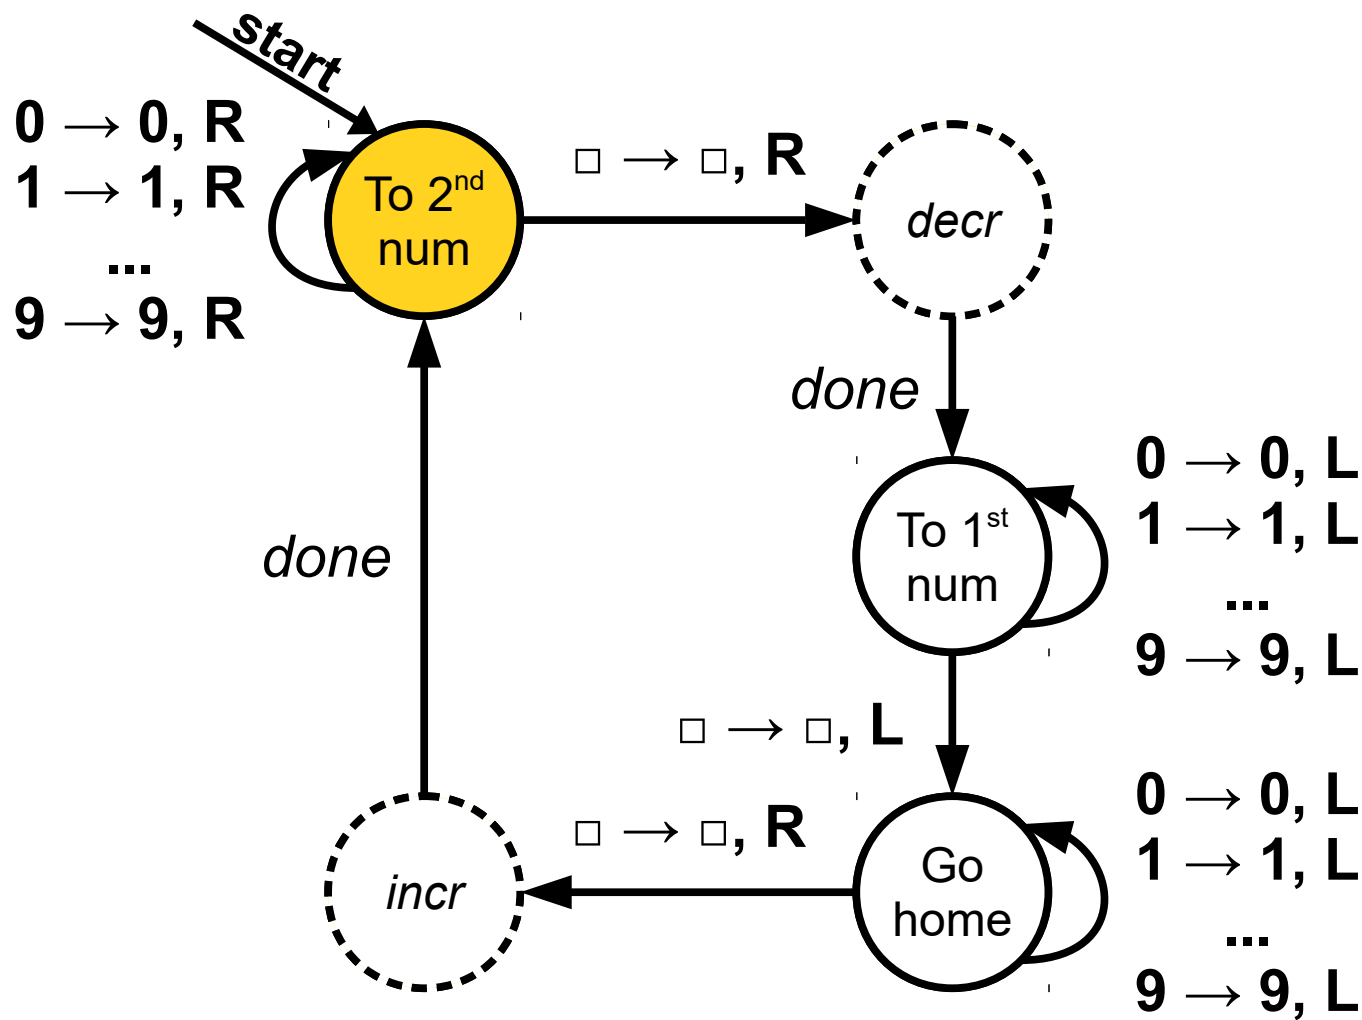 start
0 → 0, R
1 → 1, R
...
9 → 9, R
To 2nd
num
□ → □, R
decr
done
To 1st
num
0 → 0, L
1 → 1, L
...
9 → 9, L
done
□ → □, L
□ → □, R
incr
Go
home
0 → 0, L
1 → 1, L
...
9 → 9, L